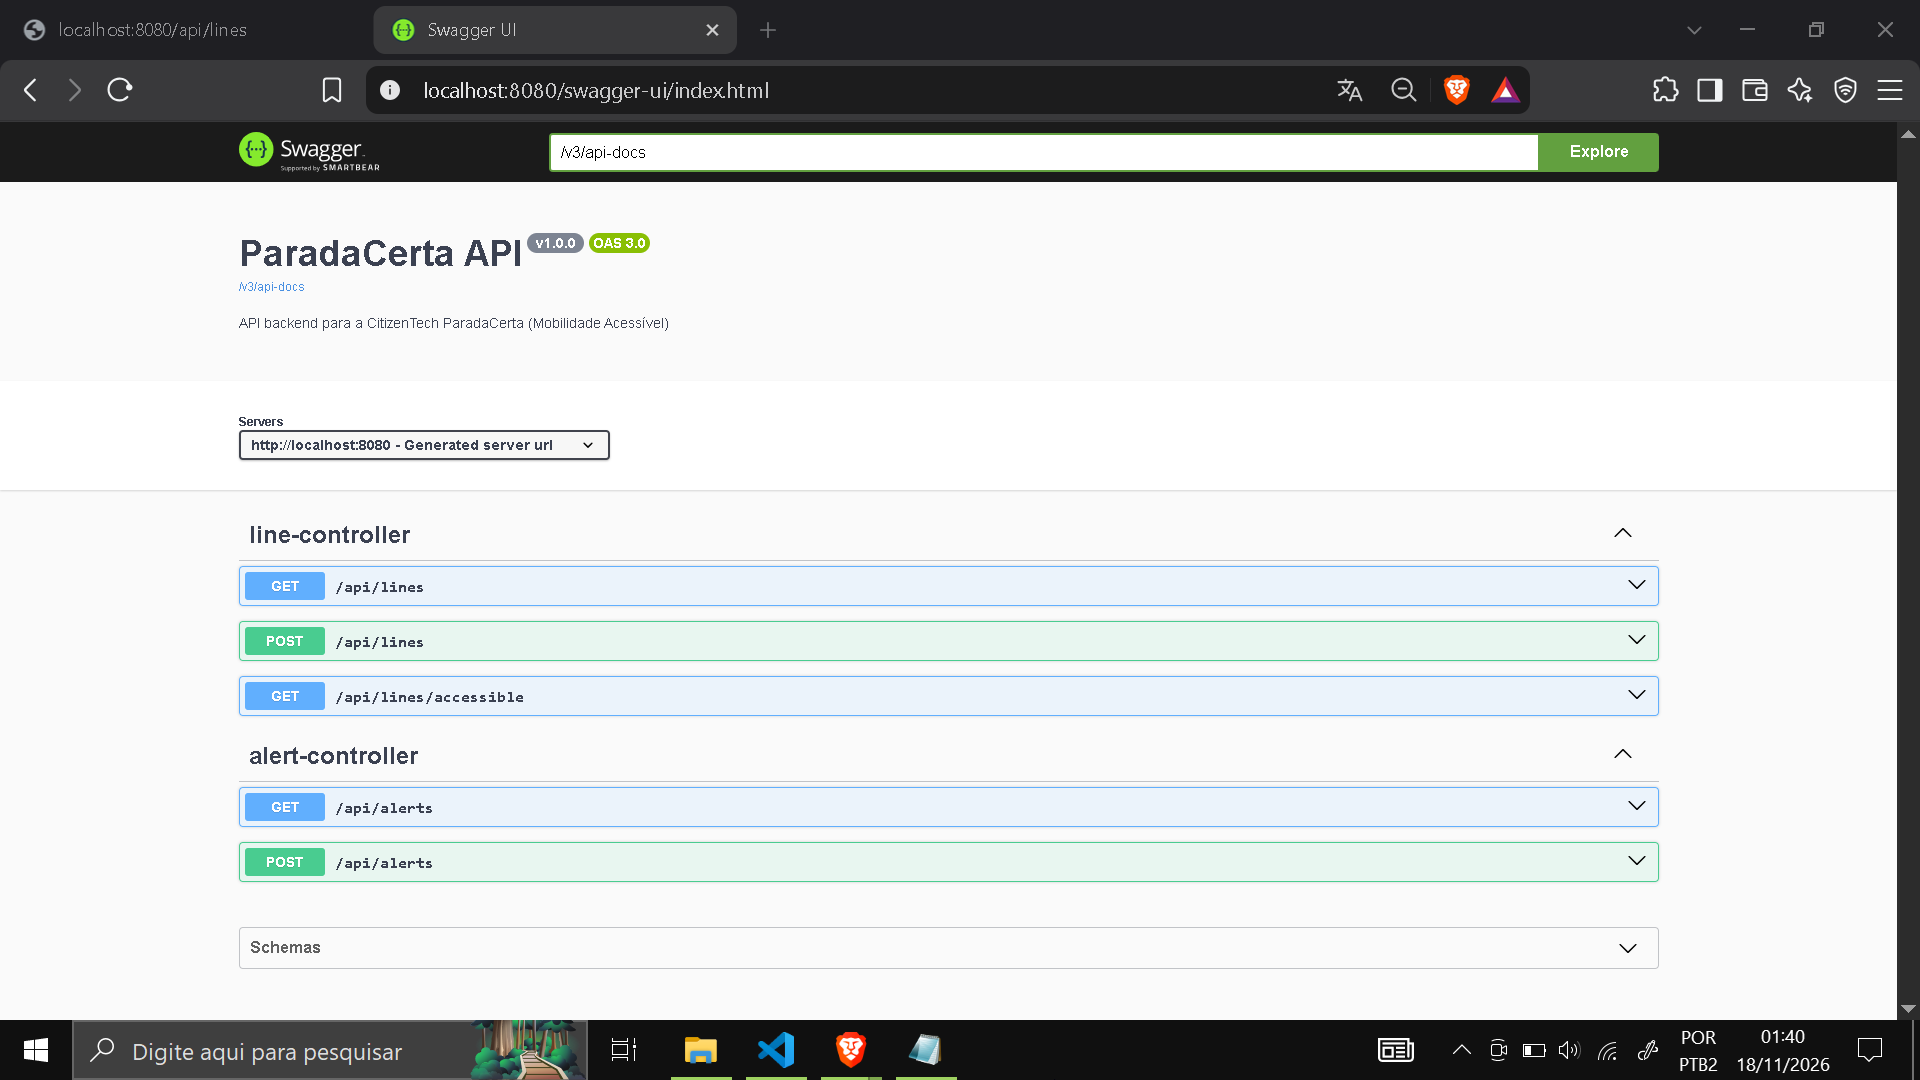 localhost:8080/api/lines
Swagger UI
localhost:8080/swagger-ui/index.html
Swagger
Supported by SMARTBEAR
/v3/api-docs
Explore
ParadaCerta API
v1.0.0
OAS 3.0
/v3/api-docs
API backend para a CitizenTech ParadaCerta (Mobilidade Acessível)
Servers
http://localhost:8080 - Generated server url
line-controller
GET /api/lines
POST /api/lines
GET /api/lines/accessible
alert-controller
GET /api/alerts
POST /api/alerts
Schemas
Digite aqui para pesquisar
POR
PTB2
01:40
18/11/2026